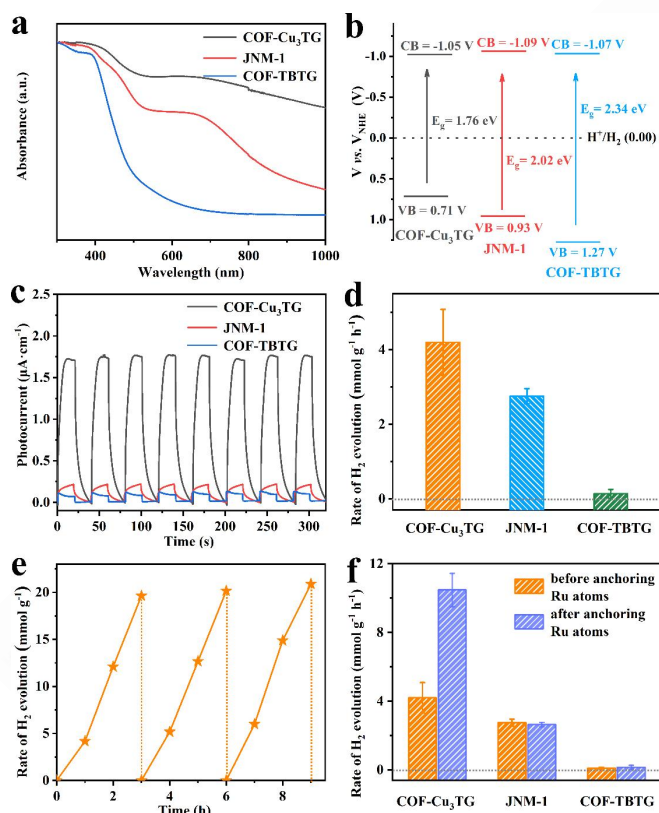 a
COF-Cu₃TG
JNM-1
COF-TBTG
Absorbance (a.u.)
400 600 800 1000
Wavelength (nm)
b
CB = -1.05 V CB = -1.09 V CB = -1.07 V
-1.0
-0.5
0.0
0.5
1.0
V vs. V_NHE (V)
E_g = 1.76 eV
E_g = 2.02 eV
E_g = 2.34 eV
H⁺/H₂ (0.00)
VB = 0.71 V
COF-Cu₃TG
VB = 0.93 V
JNM-1
VB = 1.27 V
COF-TBTG
c
COF-Cu₃TG
JNM-1
COF-TBTG
Photocurrent (μA·cm⁻¹)
2.5
2.0
1.5
1.0
0.5
0.0
0 50 100 150 200 250 300
Time (s)
d
Rate of H₂ evolution (mmol g⁻¹ h⁻¹)
4
2
0
COF-Cu₃TG JNM-1 COF-TBTG
e
Rate of H₂ evolution (mmol g⁻¹)
20
15
10
5
0
0 2 4 6 8
Time (h)
f
before anchoring
Ru atoms
after anchoring
Ru atoms
Rate of H₂ evolution (mmol g⁻¹ h⁻¹)
12
8
4
0
COF-Cu₃TG JNM-1 COF-TBTG